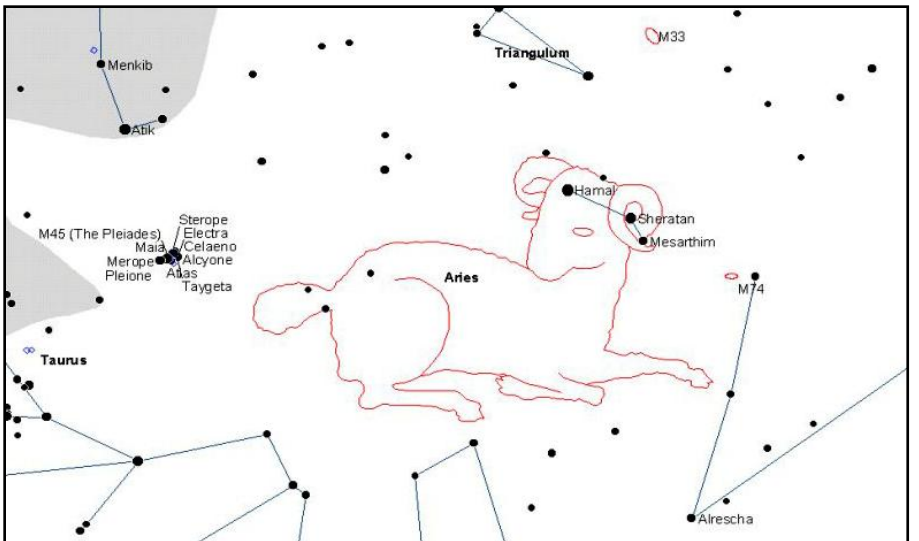 M33
Triangulum
Menkib
Atik
Hamal
Sterope
Sheratan
M45 (The Pleiades)
Electra
Maia
Celaeno
Mesarthim
Merope
Alcyone
Pleione
Atlas
Aries
Taygeta
M74
Taurus
Alrescha